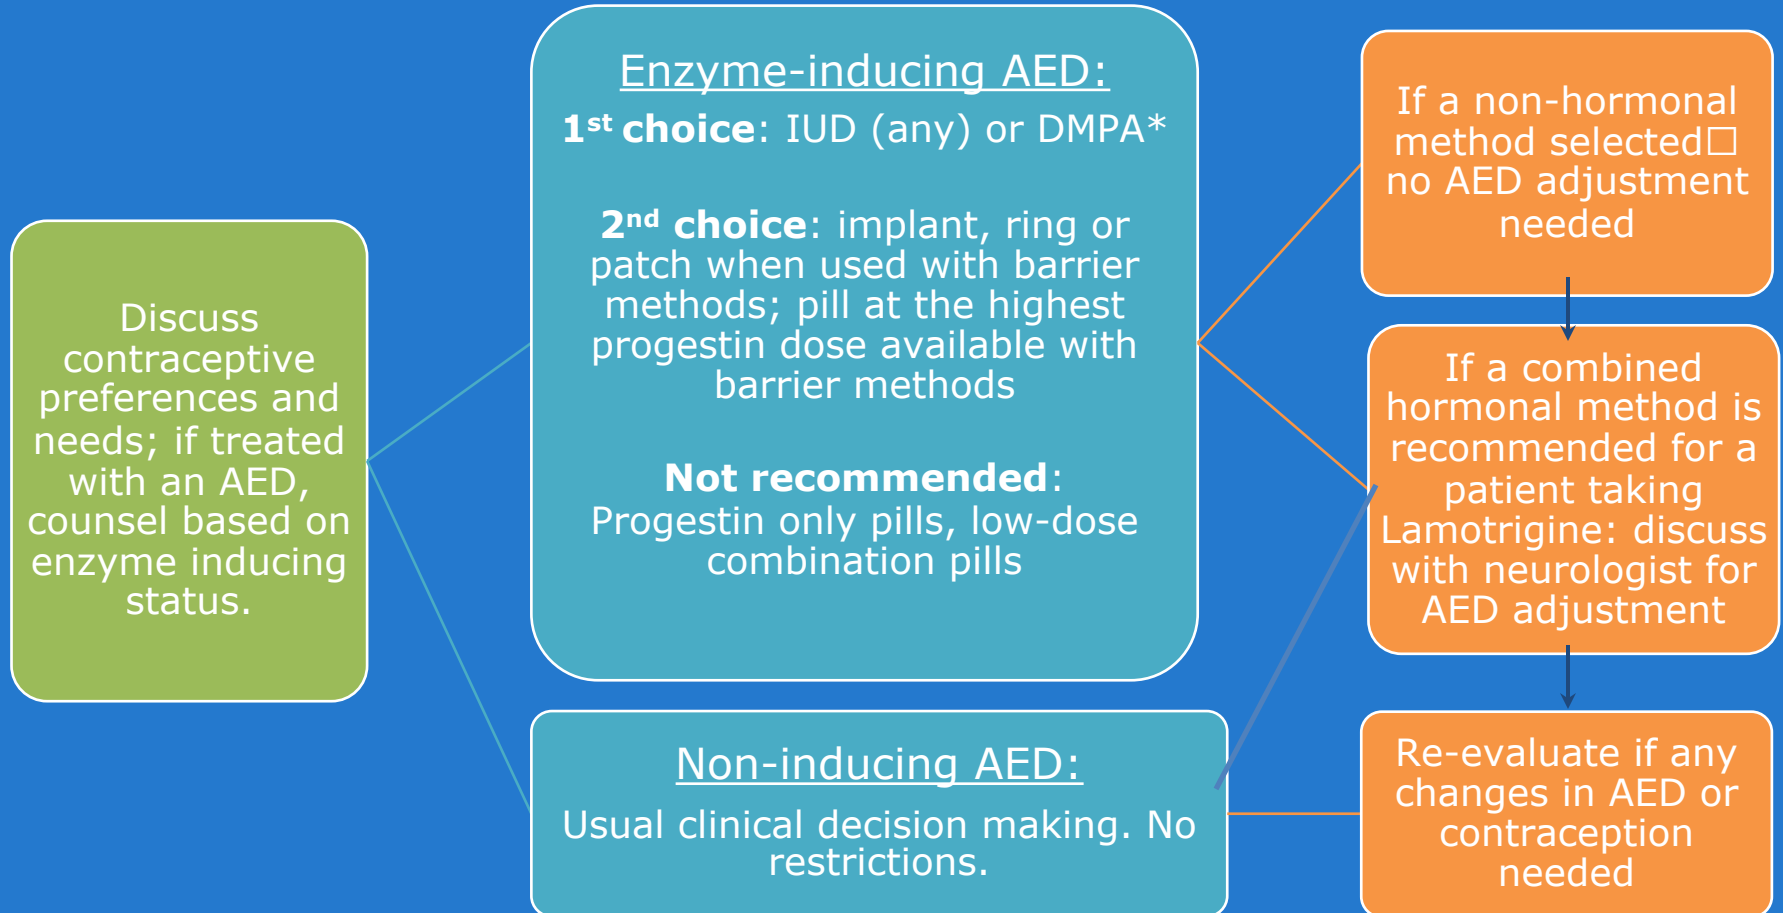 Discuss
contraceptive
preferences and
needs; if treated
with an AED,
counsel based on
enzyme inducing
status.
Enzyme-inducing AED:
1st choice: IUD (any) or DMPA*
2nd choice: implant, ring or
patch when used with barrier
methods; pill at the highest
progestin dose available with
barrier methods
Not recommended:
Progestin only pills, low-dose
combination pills
Non-inducing AED:
Usual clinical decision making. No
restrictions.
If a non-hormonal
method selected□
no AED adjustment
needed
If a combined
hormonal method is
recommended for a
patient taking
Lamotrigine: discuss
with neurologist for
AED adjustment
Re-evaluate if any
changes in AED or
contraception
needed